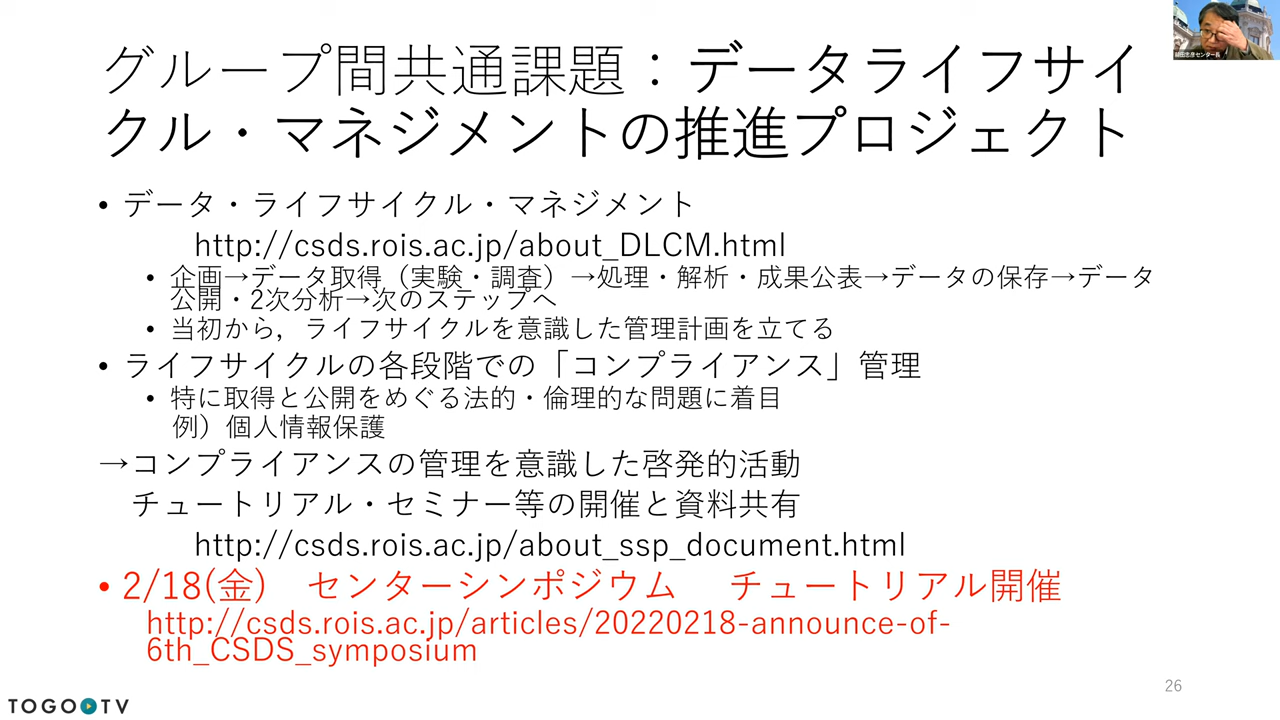 グループ間共通課題：データライフサイ
クル・マネジメントの推進プロジェクト
• データ・ライフサイクル・マネジメント
http://csds.rois.ac.jp/about_DLCM.html
• 企画→データ取得（実験・調査）→処理・解析・成果公表→データの保存→データ
公開・2次分析→次のステップへ
• 当初から，ライフサイクルを意識した管理計画を立てる
• ライフサイクルの各段階での「コンプライアンス」管理
• 特に取得と公開をめぐる法的・倫理的な問題に着目
例）個人情報保護
→コンプライアンスの管理を意識した啓発的活動
チュートリアル・セミナー等の開催と資料共有
http://csds.rois.ac.jp/about_ssp_document.html
• 2/18(金)　センターシンポジウム　チュートリアル開催
http://csds.rois.ac.jp/articles/20220218-announce-of-
6th_CSDS_symposium
26
TOGO TV